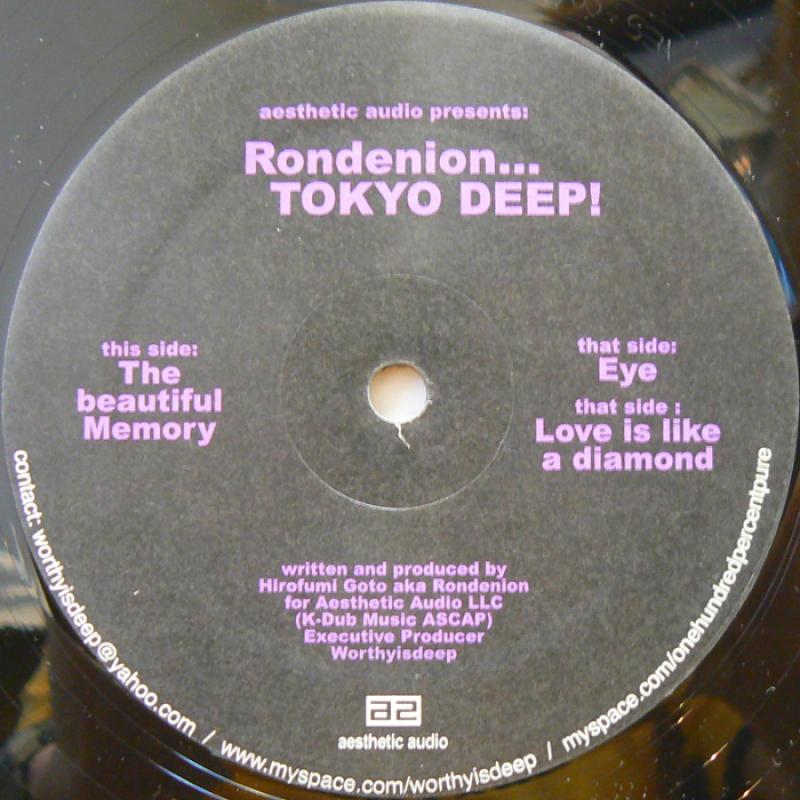 aesthetic audio presents:
Rondenion...
TOKYO DEEP!
this side:
The
beautiful
Memory
that side:
Eye
that side :
Love is like
a diamond
written and produced by
Hirofumi Goto aka Rondenion
for Aesthetic Audio LLC
(K-Dub Music ASCAP)
Executive Producer
Worthyisdeep
ae
aesthetic audio
contact: worthyisdeep@yahoo.com / www.myspace.com/worthyisdeep / myspace.com/onehundredpercentpure